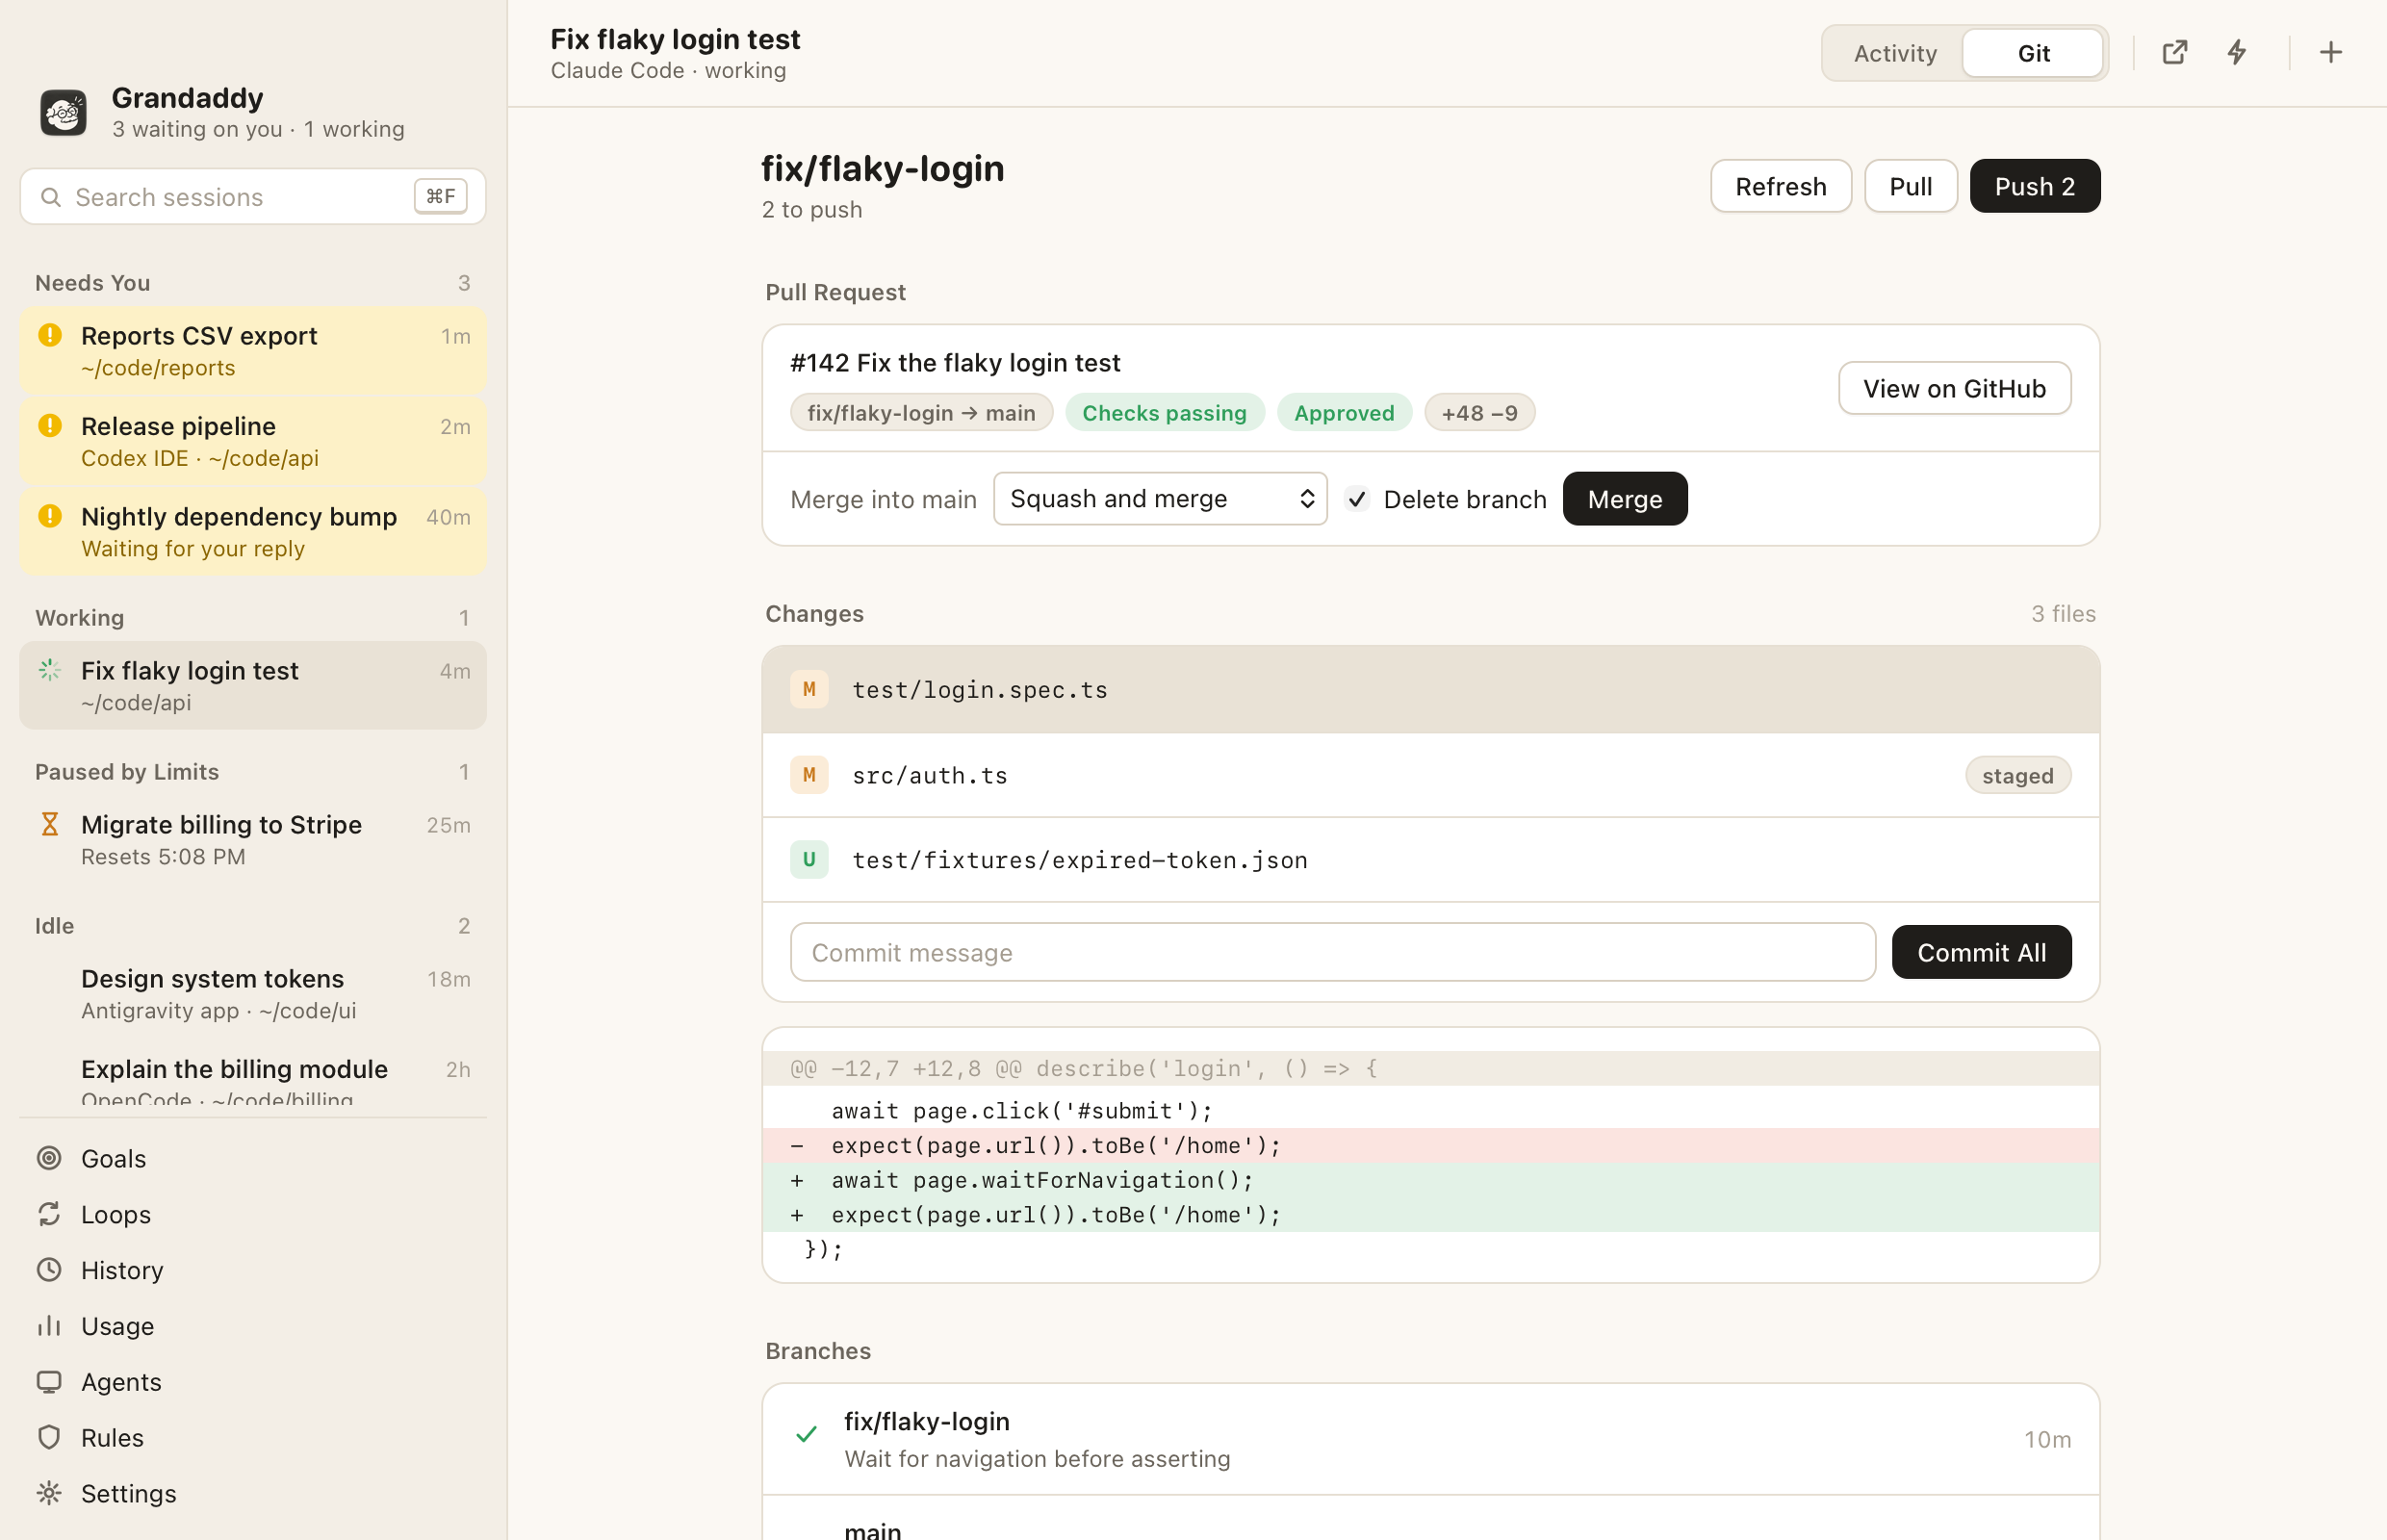 Grandaddy
3 waiting on you · 1 working
Search sessions
⌘F
Needs You 3
Reports CSV export 1m
~/code/reports
Release pipeline 2m
Codex IDE · ~/code/api
Nightly dependency bump 40m
Waiting for your reply
Working 1
Fix flaky login test 4m
~/code/api
Paused by Limits 1
Migrate billing to Stripe 25m
Resets 5:08 PM
Idle 2
Design system tokens 18m
Antigravity app · ~/code/ui
Explain the billing module 2h
OpenCode · ~/code/billing
Goals
Loops
History
Usage
Agents
Rules
Settings
Fix flaky login test
Claude Code · working
Activity
Git
fix/flaky-login
2 to push
Refresh
Pull
Push 2
Pull Request
#142 Fix the flaky login test
fix/flaky-login → main
Checks passing
Approved
+48 −9
View on GitHub
Merge into main
Squash and merge
Delete branch
Merge
Changes
3 files
M test/login.spec.ts
M src/auth.ts
staged
U test/fixtures/expired-token.json
Commit message
Commit All
@@ −12,7 +12,8 @@ describe('login', () => {
await page.click('#submit');
− expect(page.url()).toBe('/home');
+ await page.waitForNavigation();
+ expect(page.url()).toBe('/home');
});
Branches
fix/flaky-login
Wait for navigation before asserting
10m
main